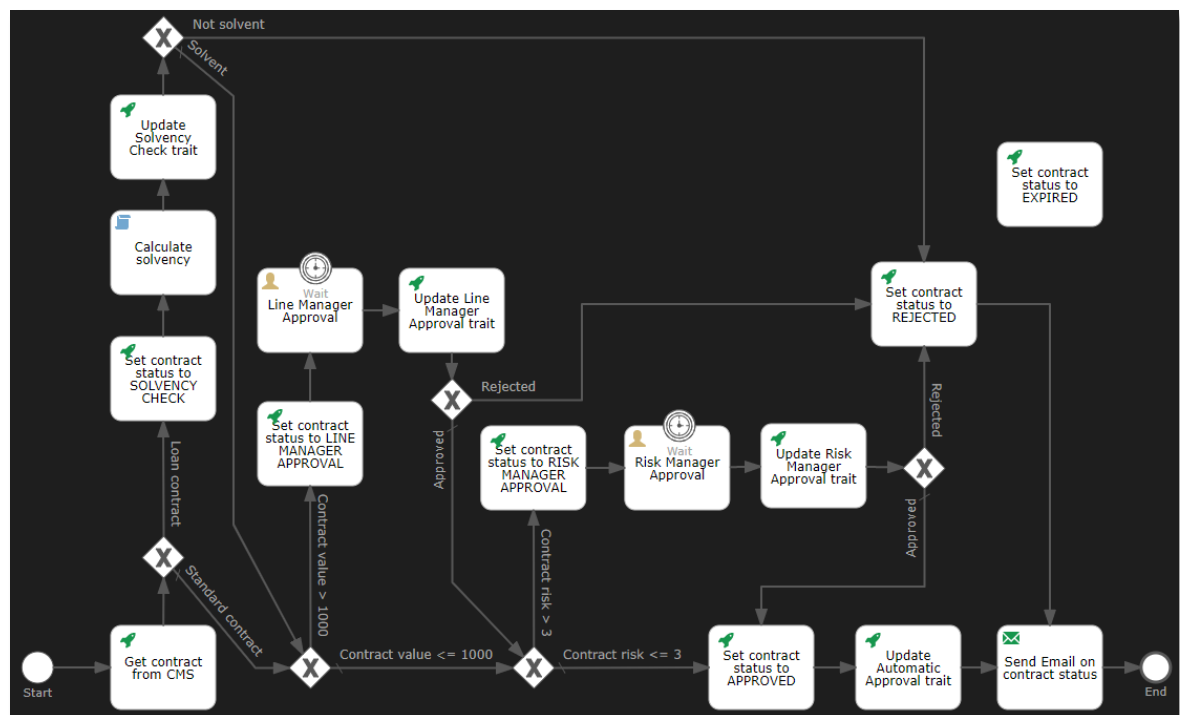 Not solvent
Solvent
Update
Solvency
Check trait
Set contract
status to
EXPIRED
Calculate
solvency
Wait
Line Manager
Approval
Update Line
Manager
Approval trait
Set contract
status to
REJECTED
Set contract
status to
SOLVENCY
CHECK
Rejected
Rejected
Set contract
status to LINE
MANAGER
APPROVAL
Approved
Set contract
status to RISK
MANAGER
APPROVAL
Wait
Risk Manager
Approval
Update Risk
Manager
Approval trait
Loan contract
Contract value > 1000
Contract risk > 3
Approved
Standard contract
Start
Get contract
from CMS
Contract value <= 1000
Contract risk <= 3
Set contract
status to
APPROVED
Update
Automatic
Approval trait
Send Email on
contract status
End